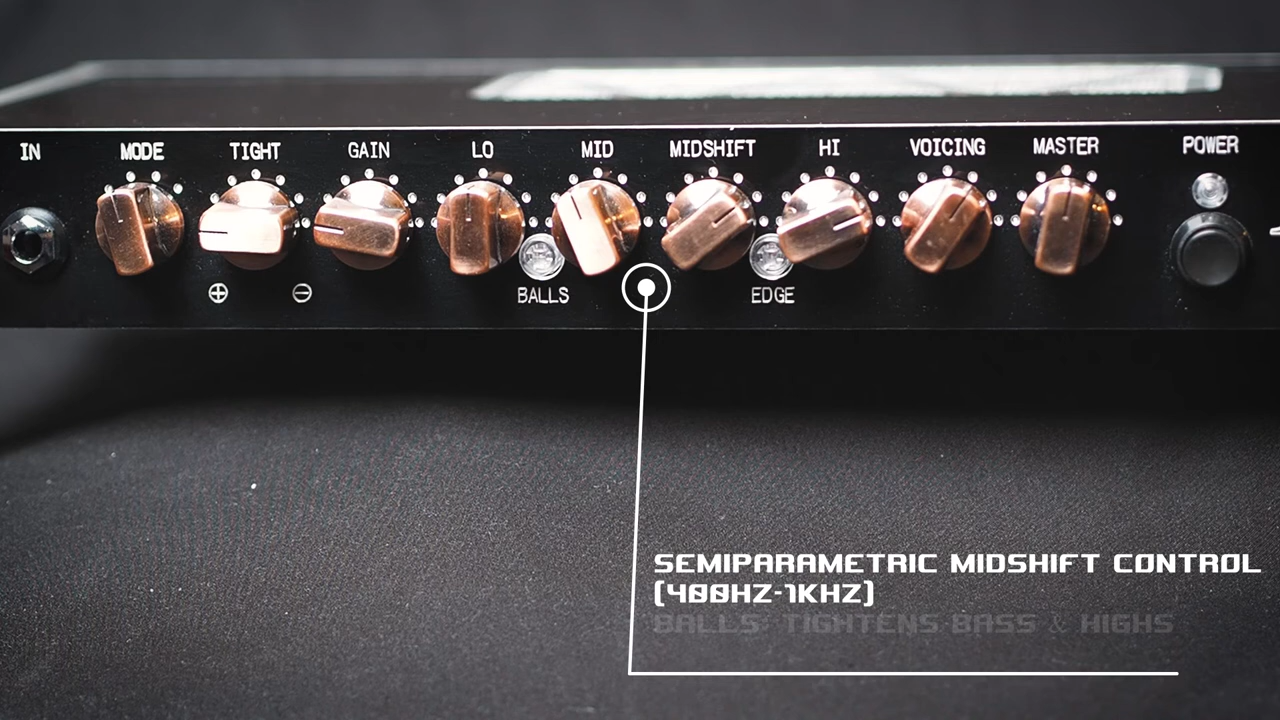 IN MODE TIGHT GAIN LO MID MIDSHIFT HI VOICING MASTER POWER
BALLS EDGE
SEMIPARAMETRIC MIDSHIFT CONTROL
(400HZ-1KHZ)
BALLS: TIGHTENS BASS & HIGHS